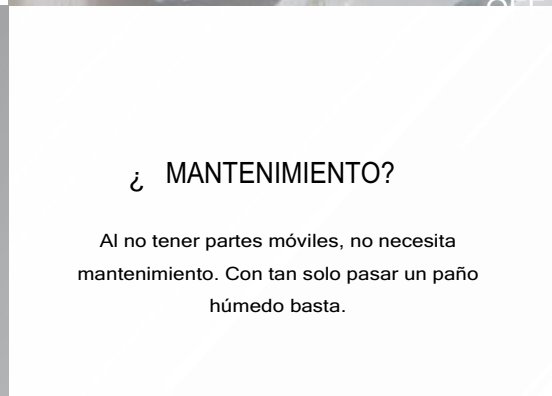 ¿ MANTENIMIENTO?
Al no tener partes móviles, no necesita
mantenimiento. Con tan solo pasar un paño
húmedo basta.